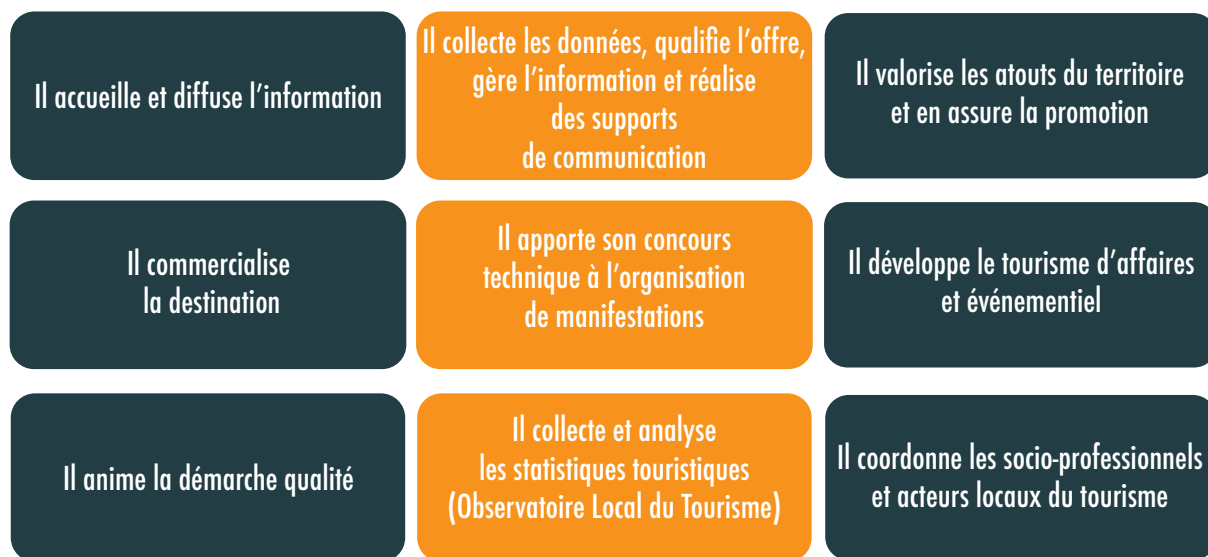 Il accueille et diffuse l’information
Il collecte les données, qualifie l’offre,
gère l’information et réalise
des supports
de communication
Il valorise les atouts du territoire
et en assure la promotion
Il commercialise
la destination
Il apporte son concours
technique à l’organisation
de manifestations
Il développe le tourisme d’affaires
et événementiel
Il anime la démarche qualité
Il collecte et analyse
les statistiques touristiques
(Observatoire Local du Tourisme)
Il coordonne les socio-professionnels
et acteurs locaux du tourisme